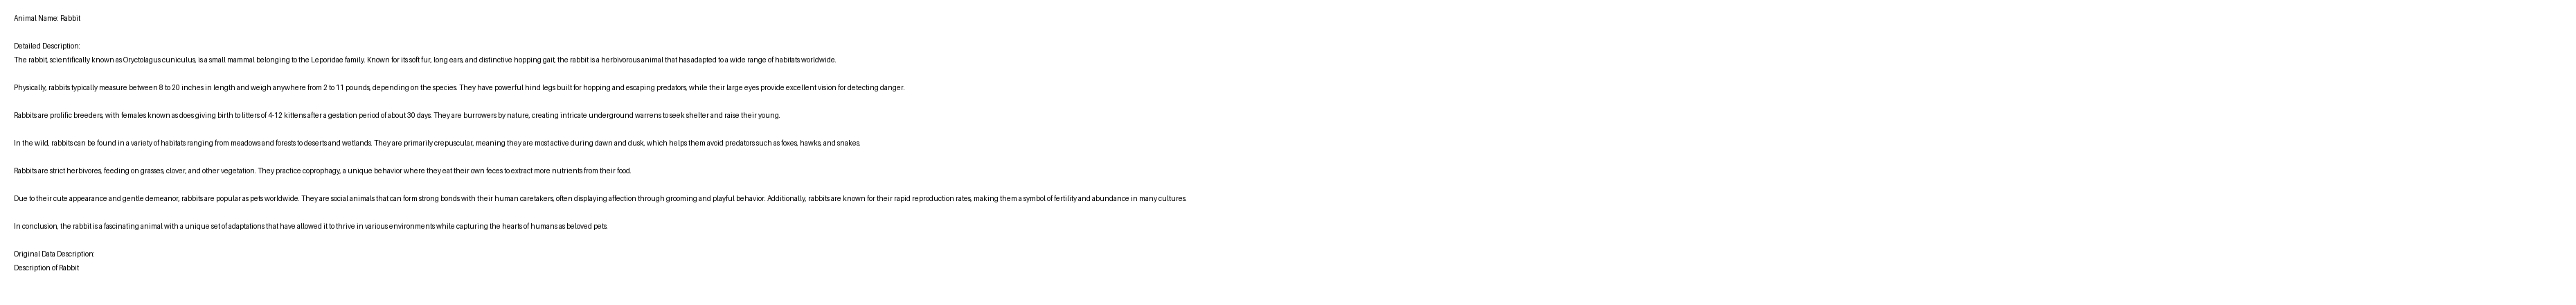 Animal Name: Rabbit
Detailed Description:
The rabbit, scientifically known as Oryctolagus cuniculus, is a small mammal belonging to the Leporidae family. Known for its soft fur, long ears, and distinctive hopping gait, the rabbit is a herbivorous animal that has adapted to a wide range of habitats worldwide.
Physically, rabbits typically measure between 8 to 20 inches in length and weigh anywhere from 2 to 11 pounds, depending on the species. They have powerful hind legs built for hopping and escaping predators, while their large eyes provide excellent vision for detecting danger.
Rabbits are prolific breeders, with females known as does giving birth to litters of 4-12 kittens after a gestation period of about 30 days. They are burrowers by nature, creating intricate underground warrens to seek shelter and raise their young.
In the wild, rabbits can be found in a variety of habitats ranging from meadows and forests to deserts and wetlands. They are primarily crepuscular, meaning they are most active during dawn and dusk, which helps them avoid predators such as foxes, hawks, and snakes.
Rabbits are strict herbivores, feeding on grasses, clover, and other vegetation. They practice coprophagy, a unique behavior where they eat their own feces to extract more nutrients from their food.
Due to their cute appearance and gentle demeanor, rabbits are popular as pets worldwide. They are social animals that can form strong bonds with their human caretakers, often displaying affection through grooming and playful behavior. Additionally, rabbits are known for their rapid reproduction rates, making them a symbol of fertility and abundance in many cultures.
In conclusion, the rabbit is a fascinating animal with a unique set of adaptations that have allowed it to thrive in various environments while capturing the hearts of humans as beloved pets.
Original Data Description:
Description of Rabbit